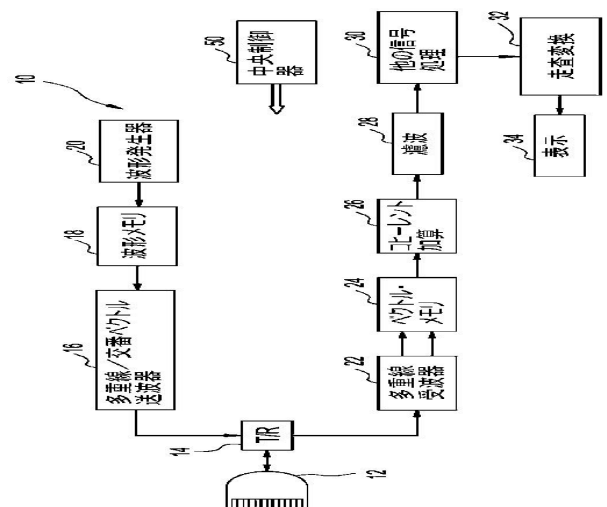 10
20
波形発生器
18
波形メモリ
16
多重線／交番ベクトル
送波器
14
T/R
12
50
中央制御
器
22
多重線
受波器
24
ベクトル・
メモリ
26
コヒーレント
加算
28
濾波
30
他の信号
処理
32
走査変換
34
表示